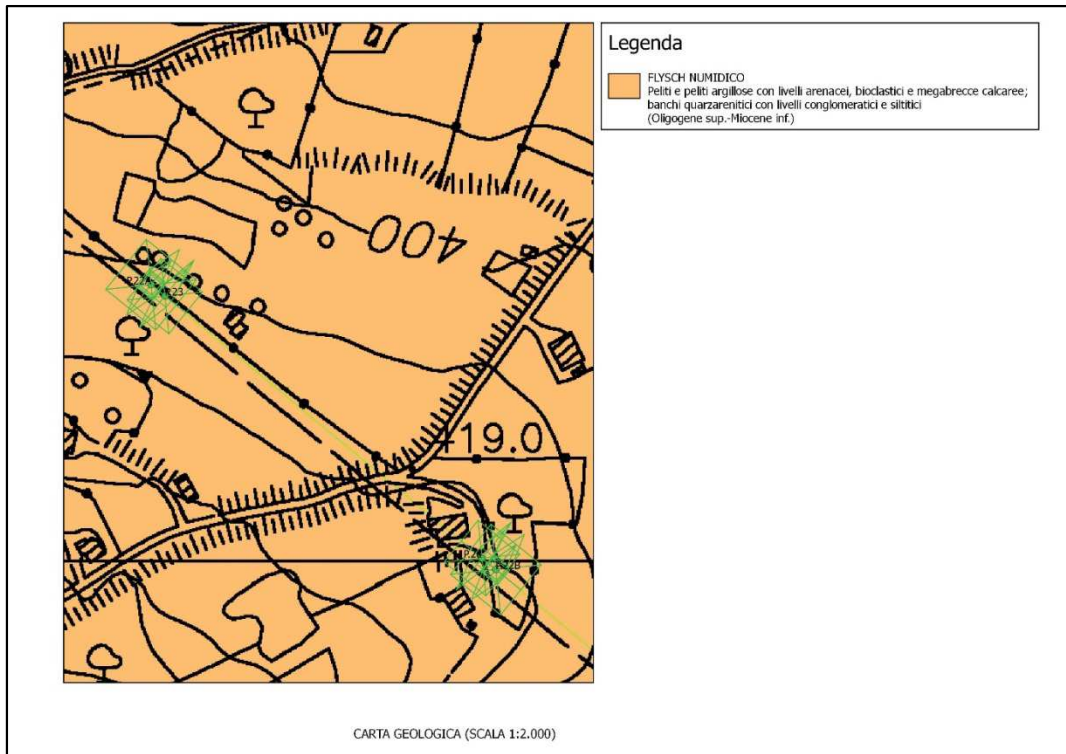 Legenda
FLYSCH NUMIDICO
Peliti e peliti argillose con livelli arenacei, bioclastici e megabrecce calcaree;
banchi quarzarenitici con livelli conglomeratici e siltitici
(Oligogene sup.-Miocene inf.)
400
P.22A
19.0
CARTA GEOLOGICA (SCALA 1:2.000)